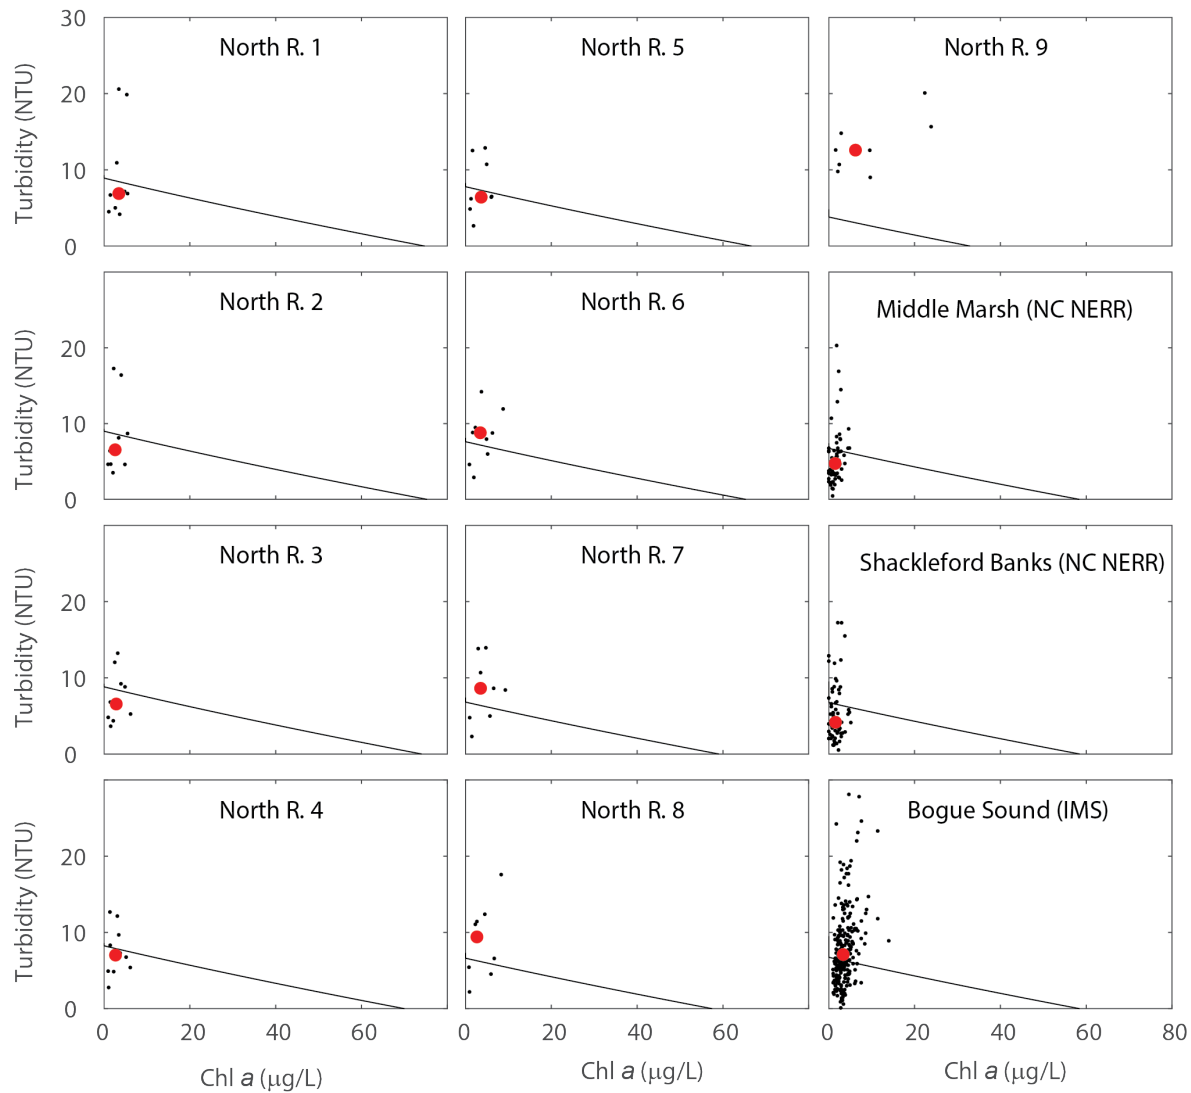 30
20
10
0
Turbidity (NTU)
North R. 1
North R. 5
North R. 9
20
10
0
Turbidity (NTU)
North R. 2
North R. 6
Middle Marsh (NC NERR)
20
10
0
Turbidity (NTU)
North R. 3
North R. 7
Shackleford Banks (NC NERR)
20
10
0
Turbidity (NTU)
North R. 4
North R. 8
Bogue Sound (IMS)
0 20 40 60
0 20 40 60
0 20 40 60 80
Chl a (µg/L)
Chl a (µg/L)
Chl a (µg/L)